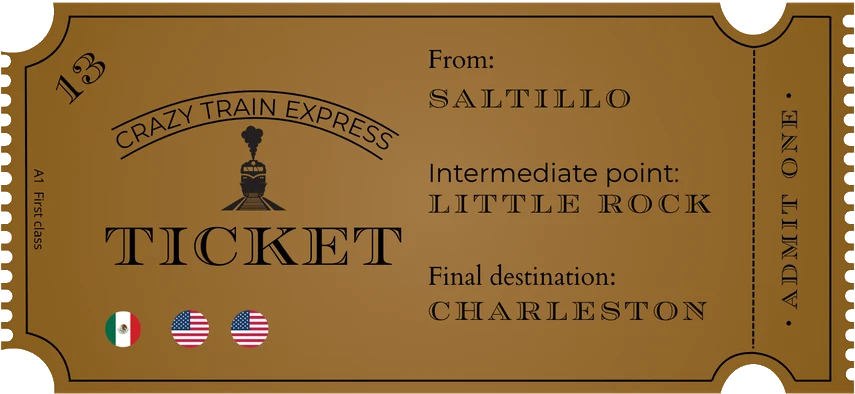 13
CRAZY TRAIN EXPRESS
TICKET
A1 First class
From:
SALTILLO
Intermediate point:
LITTLE ROCK
Final destination:
CHARLESTON
• ADMIT ONE •